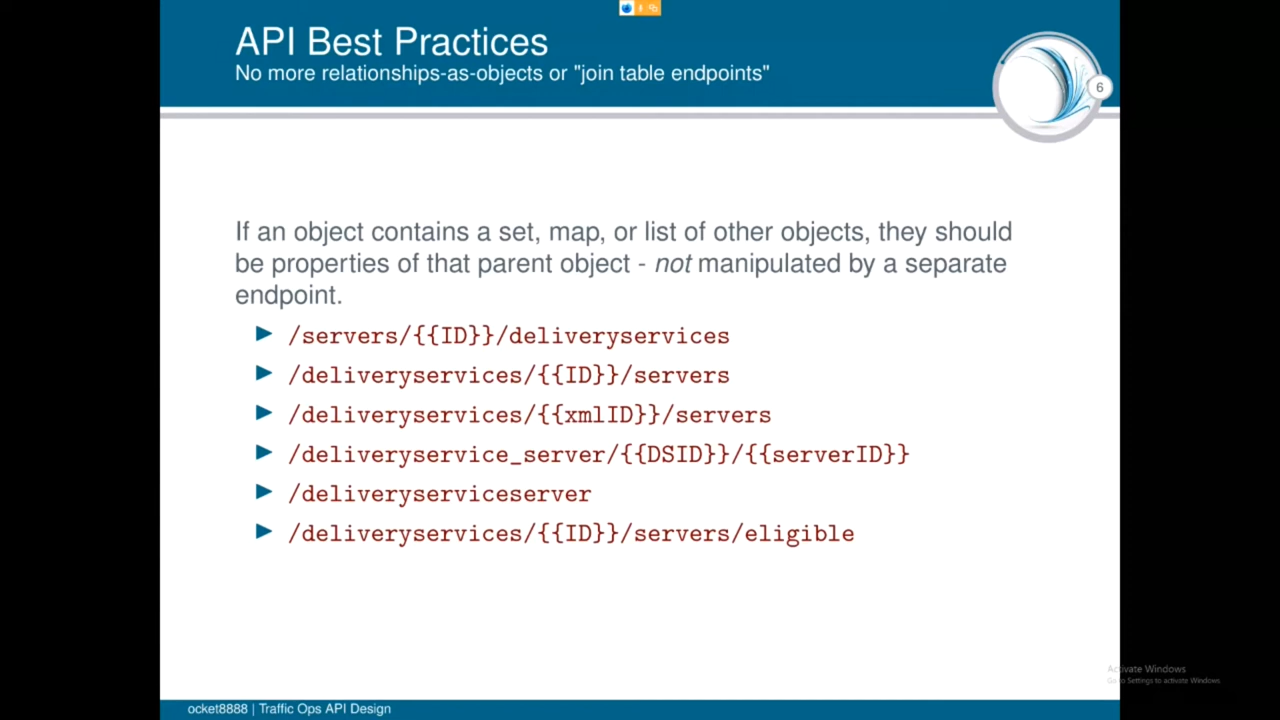 API Best Practices
No more relationships-as-objects or "join table endpoints"
6
If an object contains a set, map, or list of other objects, they should
be properties of that parent object - not manipulated by a separate
endpoint.
/servers/{{ID}}/deliveryservices
/deliveryservices/{{ID}}/servers
/deliveryservices/{{xmlID}}/servers
/deliveryservice_server/{{DSID}}/{{serverID}}
/deliveryserviceserver
/deliveryservices/{{ID}}/servers/eligible
Activate Windows
Go to Settings to activate Windows.
ocket8888 | Traffic Ops API Design